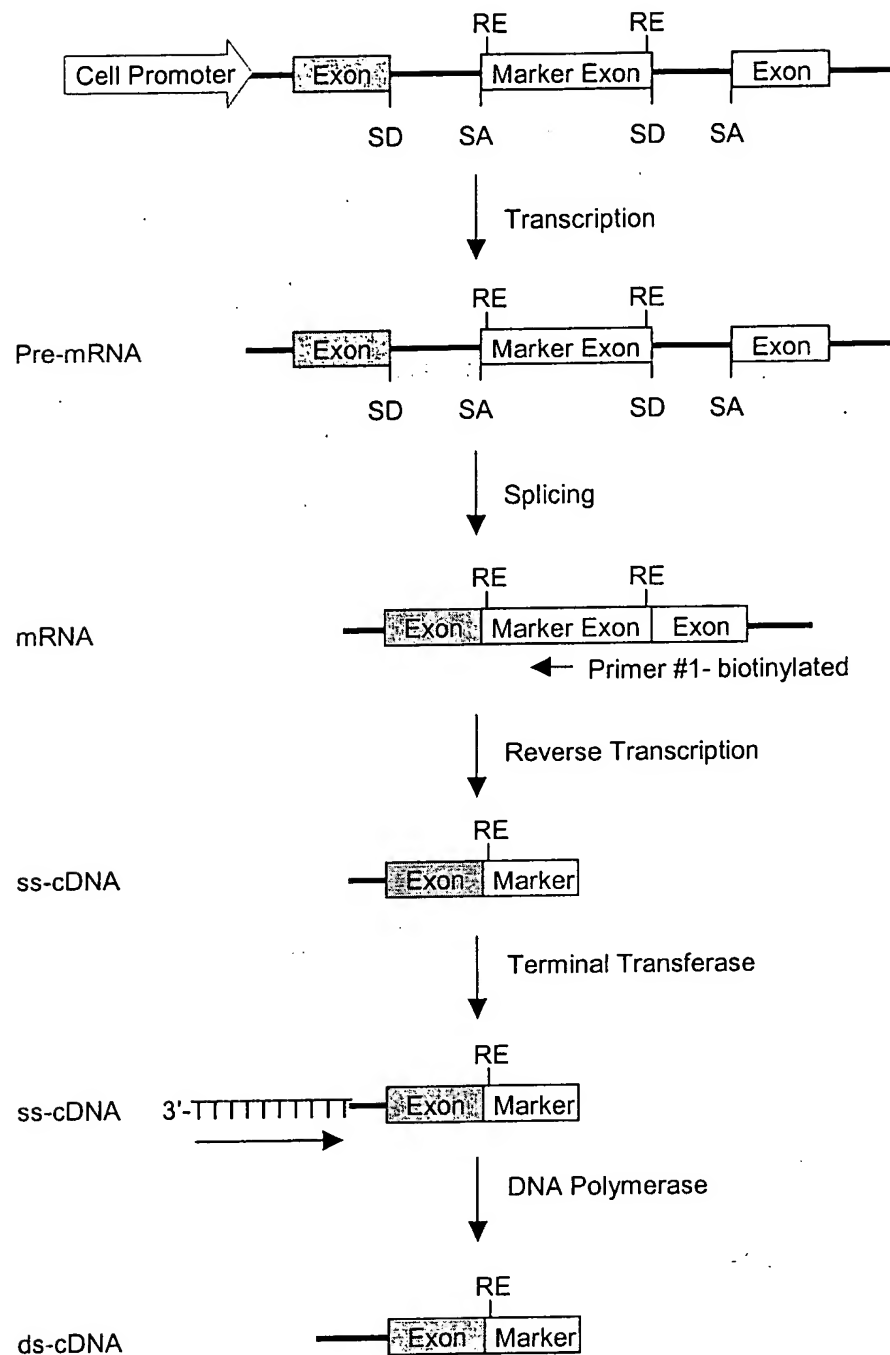 RE RE
Cell Promoter Exon Marker Exon Exon
SD SA SD SA
Transcription
RE RE
Pre-mRNA Exon Marker Exon Exon
SD SA SD SA
Splicing
RE RE
mRNA Exon Marker Exon Exon
Primer #1- biotinylated
Reverse Transcription
RE
ss-cDNA Exon Marker
Terminal Transferase
RE
ss-cDNA 3'-TTTTTTTTT Exon Marker
DNA Polymerase
RE
ds-cDNA Exon Marker